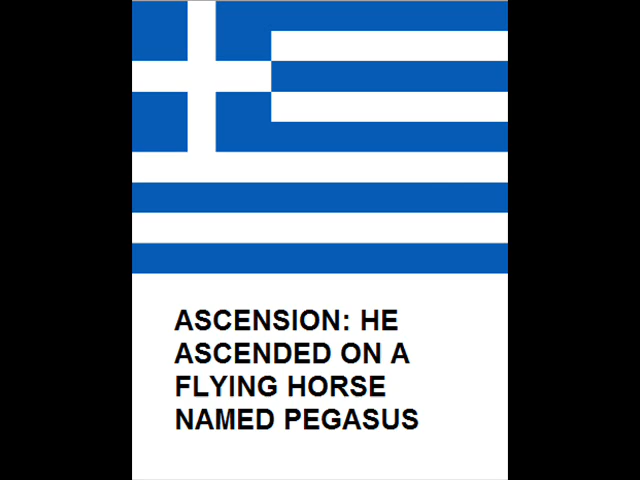 ASCENSION: HE
ASCENDED ON A
FLYING HORSE
NAMED PEGASUS